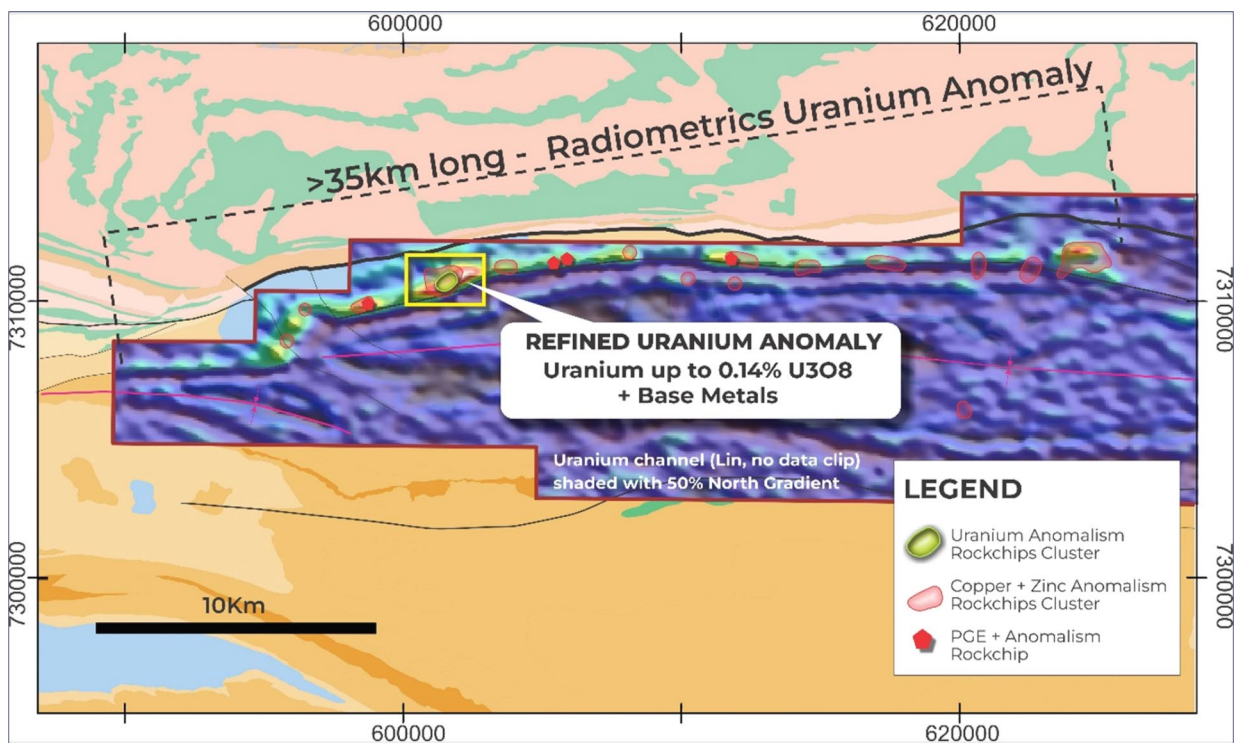 600000
620000
>35km long - Radiometrics Uranium Anomaly
7310000
7310000
REFINED URANIUM ANOMALY
Uranium up to 0.14% U3O8
+ Base Metals
Uranium channel (Lin, no data clip)
shaded with 50% North Gradient
LEGEND
Uranium Anomalism
Rockchips Cluster
Copper + Zinc Anomalism
Rockchips Cluster
PGE + Anomalism
Rockchip
7300000
7300000
10Km
600000
620000